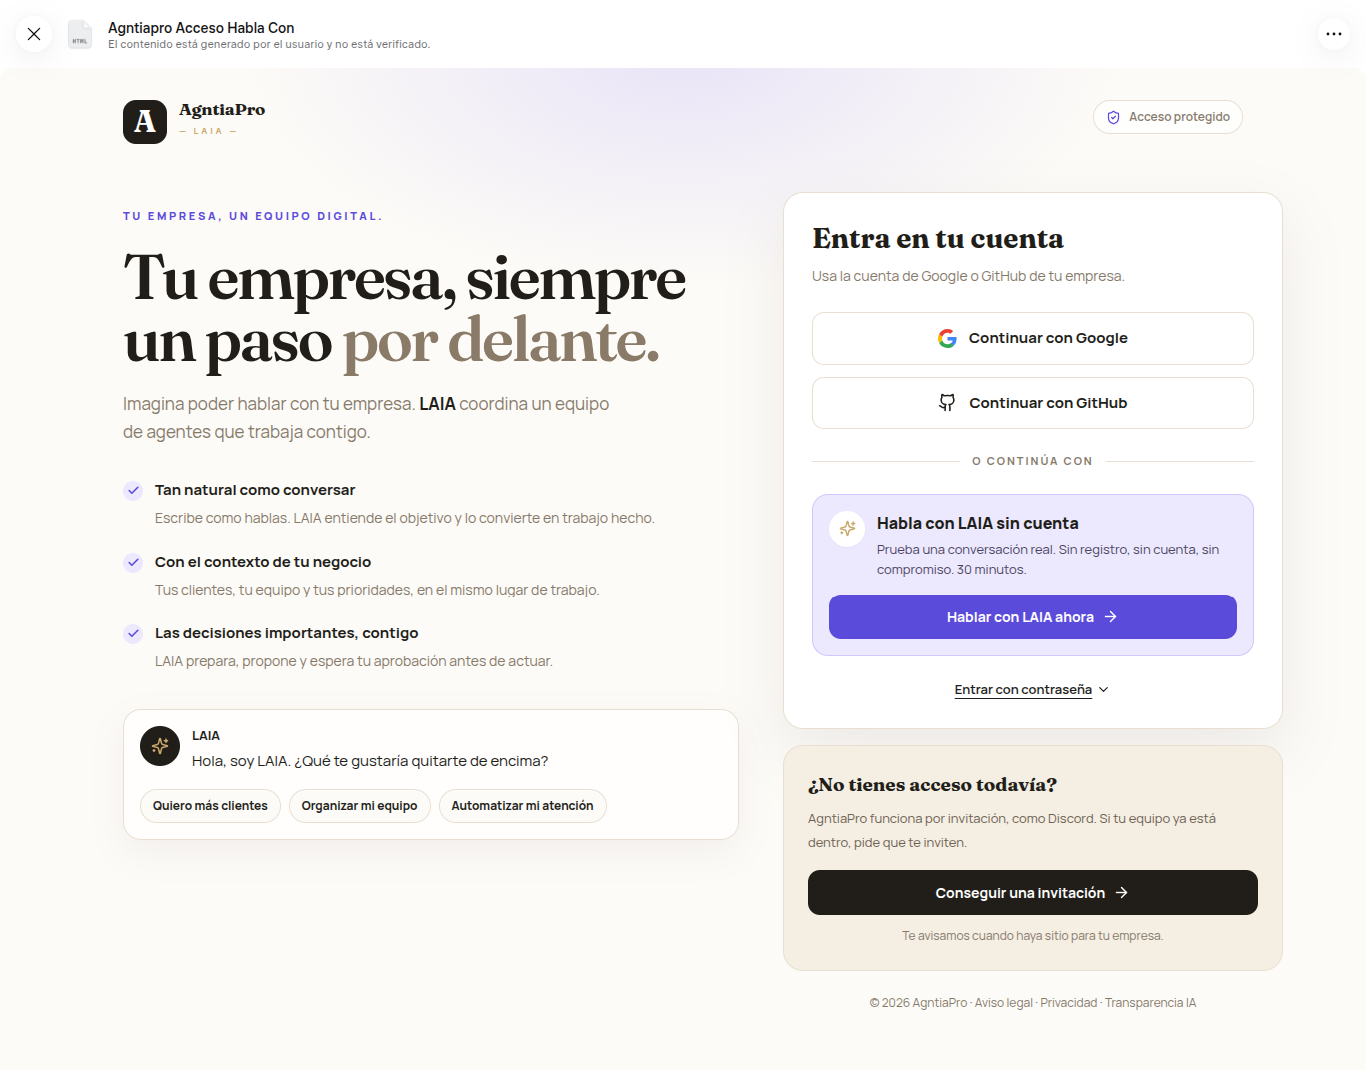 Agntiapro Acceso Habla Con
El contenido está generado por el usuario y no está verificado.
HTML
A
AgntiaPro
— LAIA —
Acceso protegido
TU EMPRESA, UN EQUIPO DIGITAL.
Tu empresa, siempre
un paso por delante.
Imagina poder hablar con tu empresa. LAIA coordina un equipo
de agentes que trabaja contigo.
Tan natural como conversar
Escribe como hablas. LAIA entiende el objetivo y lo convierte en trabajo hecho.
Con el contexto de tu negocio
Tus clientes, tu equipo y tus prioridades, en el mismo lugar de trabajo.
Las decisiones importantes, contigo
LAIA prepara, propone y espera tu aprobación antes de actuar.
LAIA
Hola, soy LAIA. ¿Qué te gustaría quitarte de encima?
Quiero más clientes
Organizar mi equipo
Automatizar mi atención
Entra en tu cuenta
Usa la cuenta de Google o GitHub de tu empresa.
Continuar con Google
Continuar con GitHub
O CONTINÚA CON
Habla con LAIA sin cuenta
Prueba una conversación real. Sin registro, sin cuenta, sin
compromiso. 30 minutos.
Hablar con LAIA ahora
Entrar con contraseña
¿No tienes acceso todavía?
AgntiaPro funciona por invitación, como Discord. Si tu equipo ya está
dentro, pide que te inviten.
Conseguir una invitación
Te avisamos cuando haya sitio para tu empresa.
© 2026 AgntiaPro · Aviso legal · Privacidad · Transparencia IA